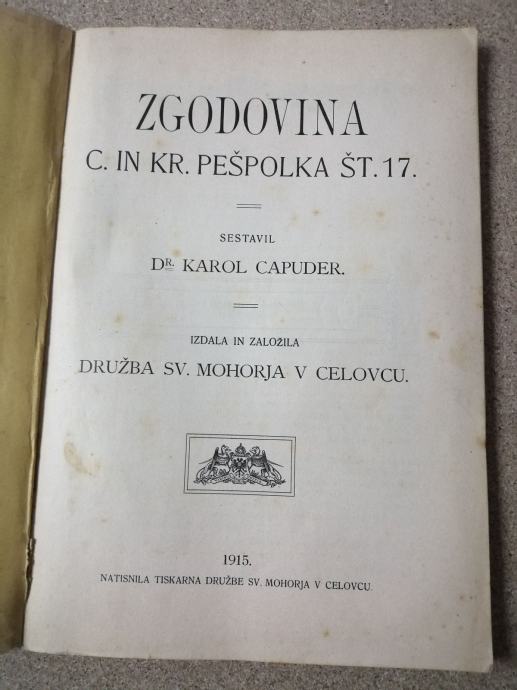 ZGODOVINA
C. IN KR. PEŠPOLKA ŠT. 17.
SESTAVIL
DR. KAROL CAPUDER.
IZDALA IN ZALOŽILA
DRUŽBA SV. MOHORJA V CELOVCU.
1915.
NATISNILA TISKARNA DRUŽBE SV. MOHORJA V CELOVCU.